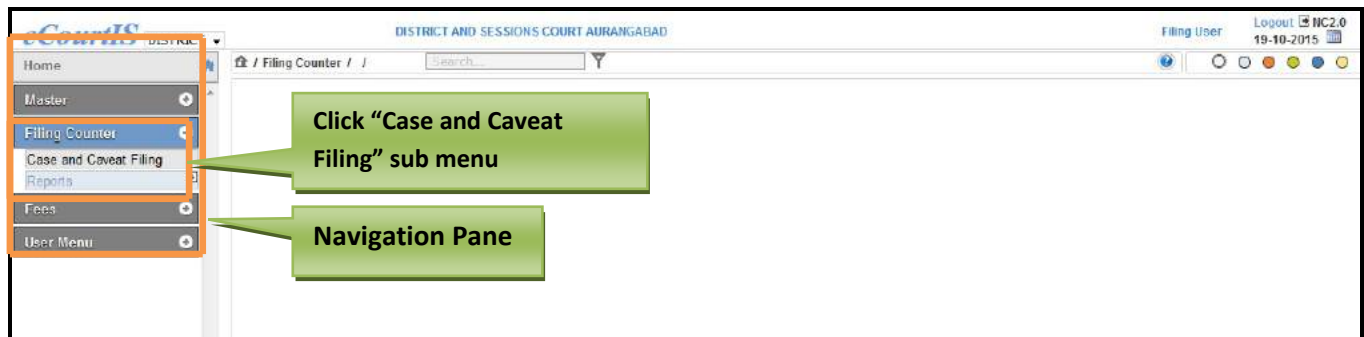 eCourtIS DISTRIC
DISTRICT AND SESSIONS COURT AURANGABAD
Filing User
Logout NC2.0
19-10-2015
Home
/ Filing Counter / /
Search...
Master
Filing Counter
Case and Caveat Filing
Reports
Fees
User Menu
Click “Case and Caveat
Filing” sub menu
Navigation Pane